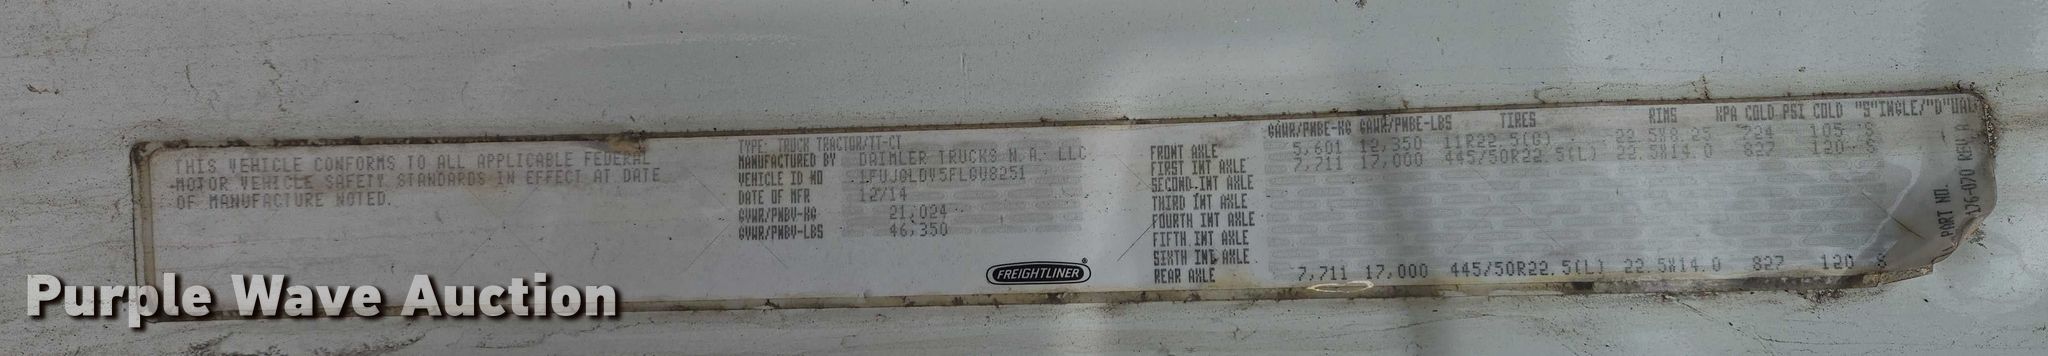 THIS VEHICLE CONFORMS TO ALL APPLICABLE FEDERAL
MOTOR VEHICLE SAFETY STANDARDS IN EFFECT AT DATE
OF MANUFACTURE NOTED.
TYPE: TRUCK TRACTOR/TT-CT
MANUFACTURED BY DAIMLER TRUCKS N.A. LLC.
VEHICLE ID NO 1FUJGLDV5FLGV8251
DATE OF MFR 12/14
GVWR/PNBV-KG 21,024
GVWR/PNBV-LBS 46,350
FREIGHTLINER®
GAWR/PNBE-KG GAWR/PNBE-LBS TIRES RIMS KPA COLD PSI COLD "S"INGLE/"D"UAL
FRONT AXLE 5,601 12,350 11R22.5(G) 22.5X8.25 724 105 S
FIRST INT AXLE 7,711 17,000 445/50R22.5(L) 22.5X14.0 827 120 S
SECOND INT AXLE
THIRD INT AXLE
FOURTH INT AXLE
FIFTH INT AXLE
SIXTH INT AXLE
REAR AXLE 7,711 17,000 445/50R22.5(L) 22.5X14.0 827 120 S
PART NO.
176-070 REV A
Purple Wave Auction